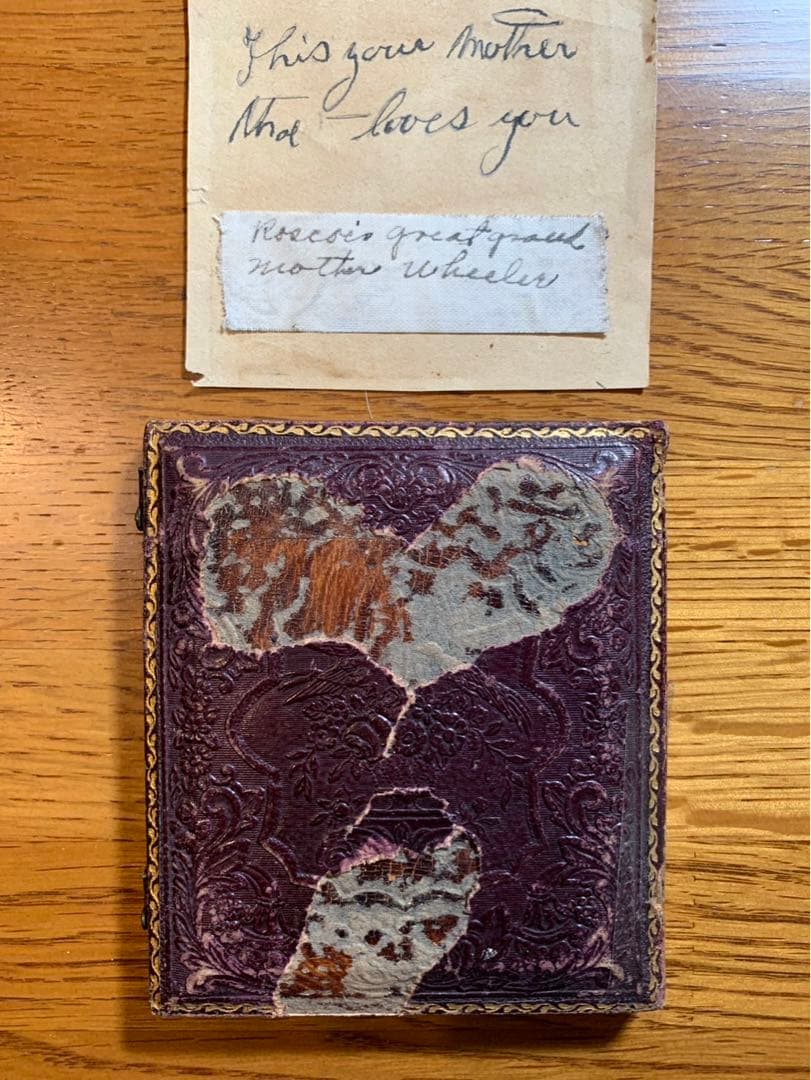 This your Mother
that loves you
Roscoe's great grand
mother Wheeler